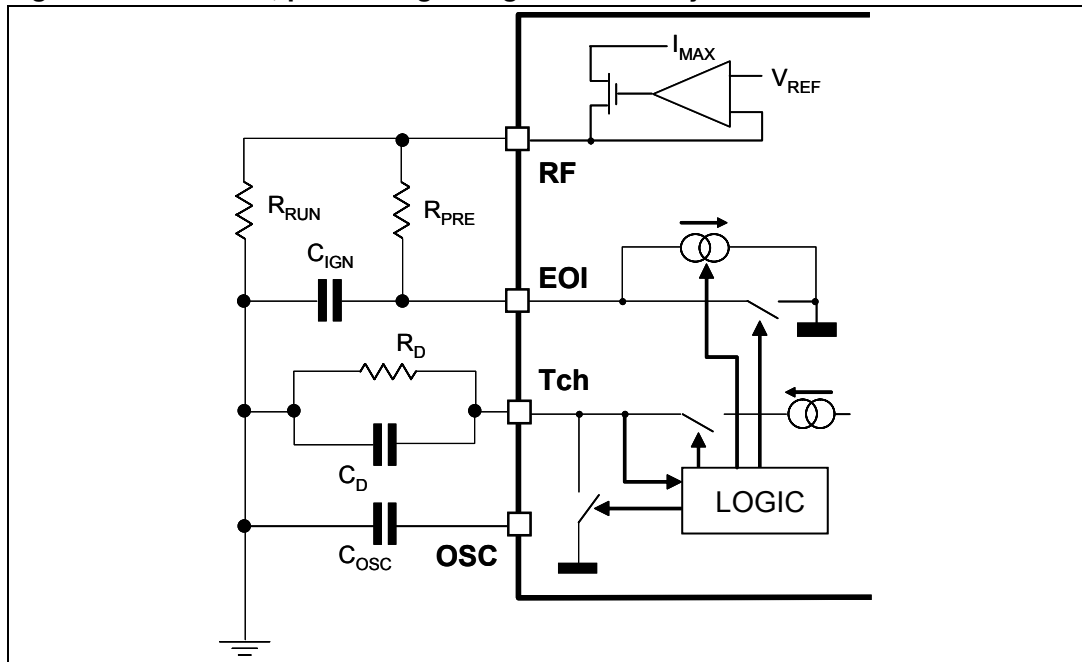 I_MAX
V_REF
RF
R_RUN
R_PRE
C_IGN
EOI
R_D
Tch
C_D
LOGIC
C_OSC
OSC